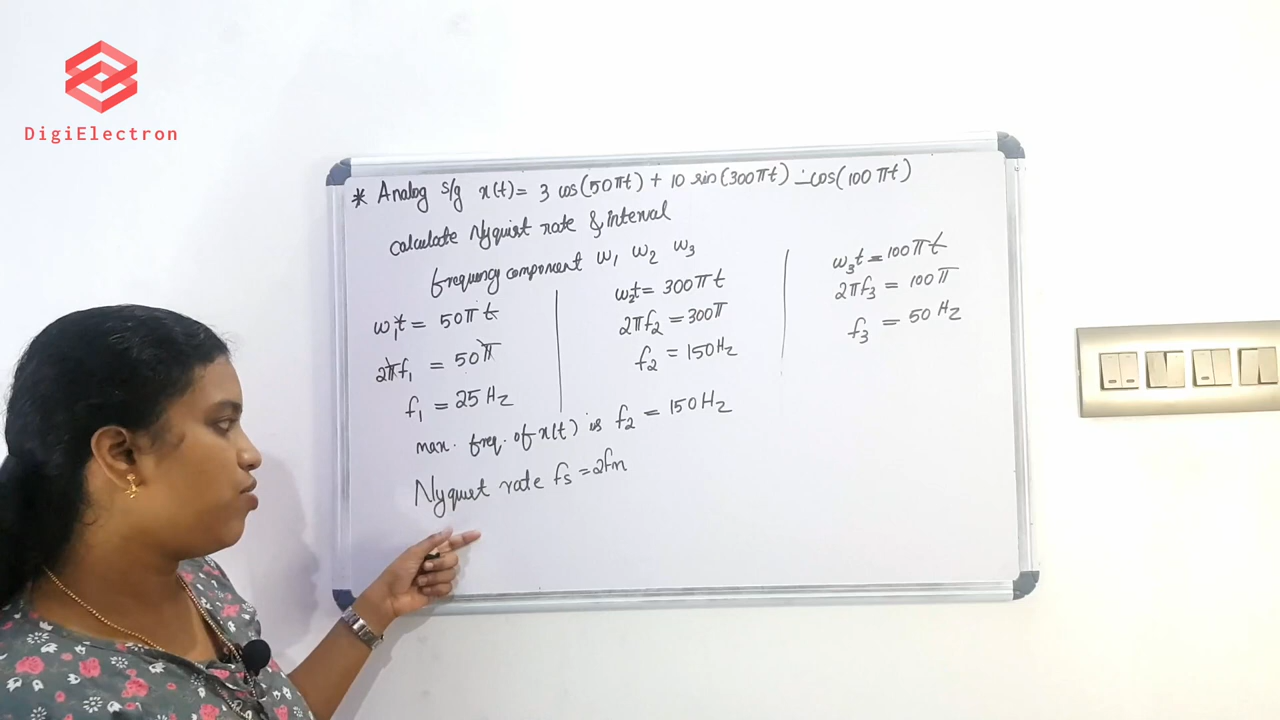 DigiElectron
* Analog s/g x(t) = 3 cos(50πt) + 10 sin(300πt) - cos(100πt)
calculate Nyquist rate & interval
frequency component ω₁ ω₂ ω₃
ω₁t = 50πt
2πf₁ = 50π
f₁ = 25 Hz
ω₂t = 300πt
2πf₂ = 300π
f₂ = 150Hz
ω₃t = 100πt
2πf₃ = 100π
f₃ = 50 Hz
max. freq. of x(t) is f₂ = 150 Hz
Nyquist rate fs = 2fm